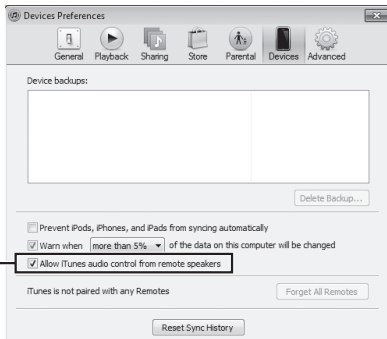 Devices Preferences
General Playback Sharing Store Parental Devices Advanced
Device backups:
Delete Backup...
Prevent iPods, iPhones, and iPads from syncing automatically
Warn when more than 5% of the data on this computer will be changed
Allow iTunes audio control from remote speakers
iTunes is not paired with any Remotes Forget All Remotes
Reset Sync History